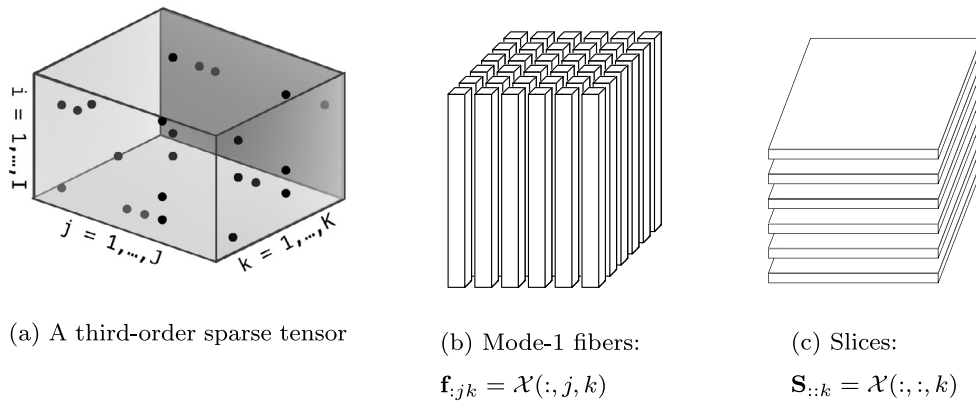 i = 1,…,I
j = 1,…,J
k = 1,…,K
(a) A third-order sparse tensor
(b) Mode-1 fibers:
𝐟:jk = 𝒳(:, j, k)
(c) Slices:
𝐒::k = 𝒳(:, :, k)